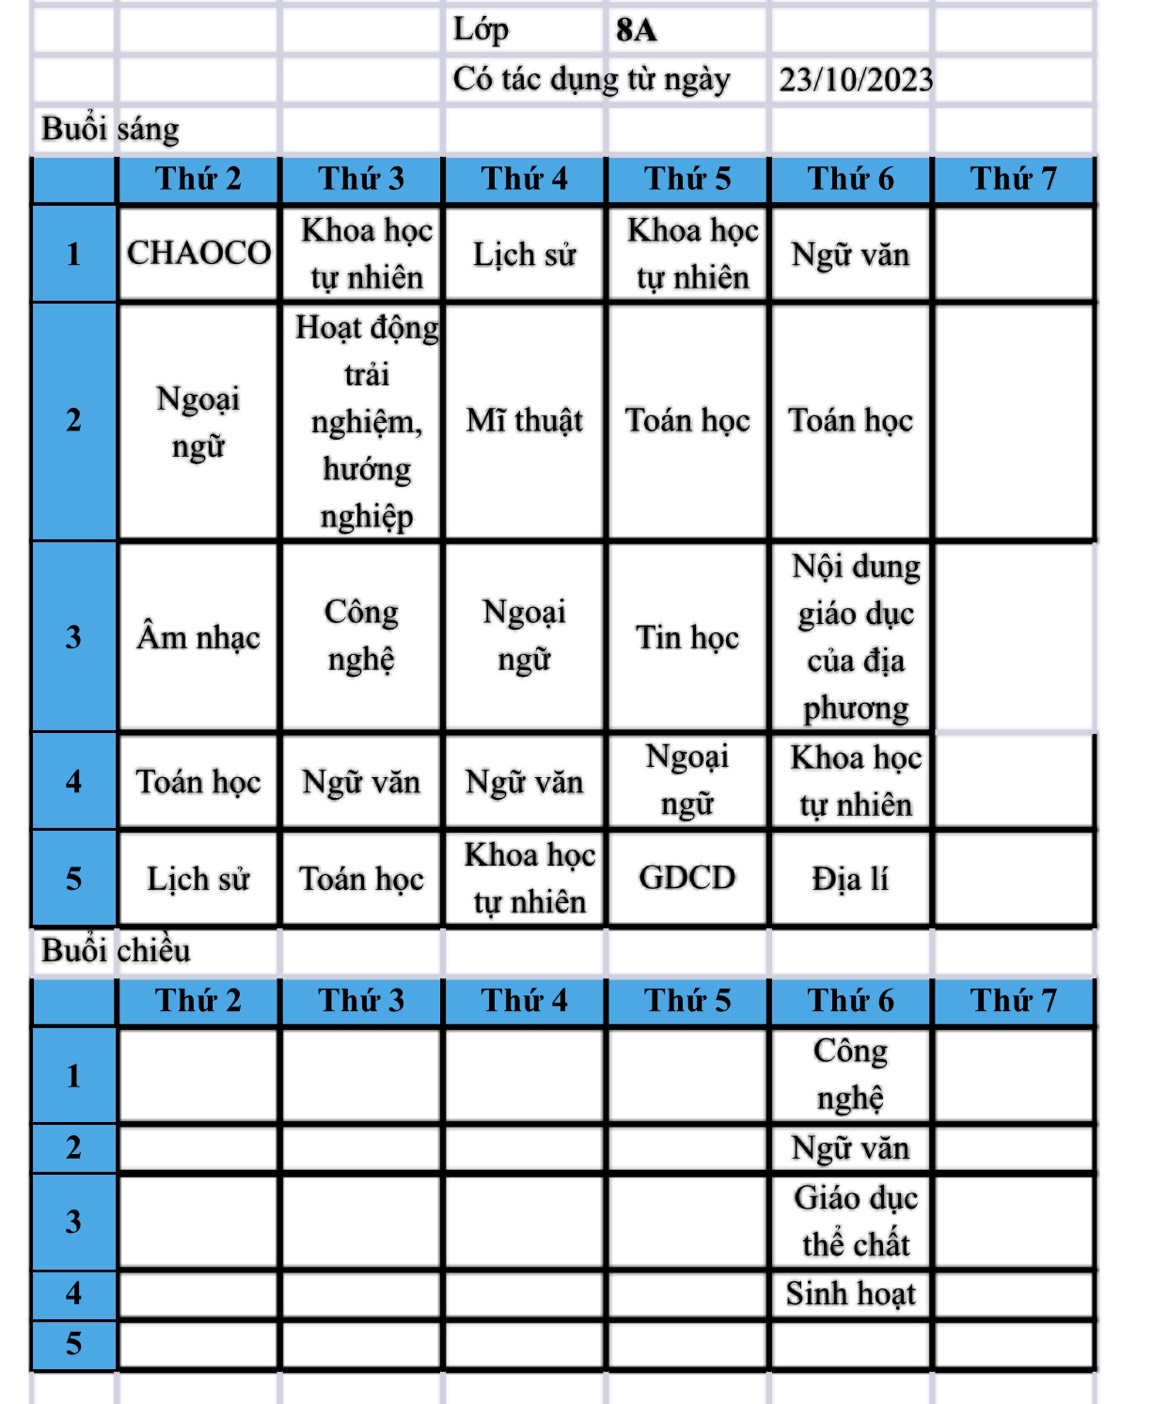 Lớp 8A
Có tác dụng từ ngày 23/10/2023
Buổi sáng
Thứ 2 Thứ 3 Thứ 4 Thứ 5 Thứ 6 Thứ 7
1 CHAOCO Khoa học tự nhiên Lịch sử Khoa học tự nhiên Ngữ văn
2 Ngoại ngữ Hoạt động trải nghiệm, hướng nghiệp Mĩ thuật Toán học Toán học
3 Âm nhạc Công nghệ Ngoại ngữ Tin học Nội dung giáo dục của địa phương
4 Toán học Ngữ văn Ngữ văn Ngoại ngữ Khoa học tự nhiên
5 Lịch sử Toán học Khoa học tự nhiên GDCD Địa lí
Buổi chiều
Thứ 2 Thứ 3 Thứ 4 Thứ 5 Thứ 6 Thứ 7
1 Công nghệ
2 Ngữ văn
3 Giáo dục thể chất
4 Sinh hoạt
5